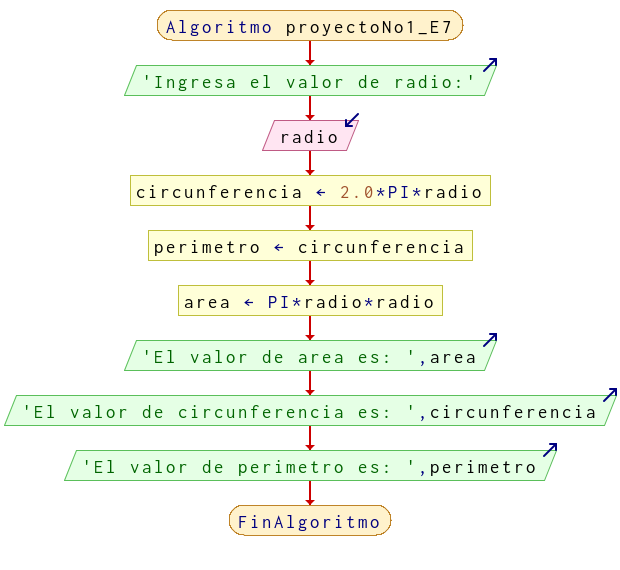 Algoritmo proyectoNo1_E7
'Ingresa el valor de radio:'
radio
circunferencia ← 2.0*PI*radio
perimetro ← circunferencia
area ← PI*radio*radio
'El valor de area es: ',area
'El valor de circunferencia es: ',circunferencia
'El valor de perimetro es: ',perimetro
FinAlgoritmo